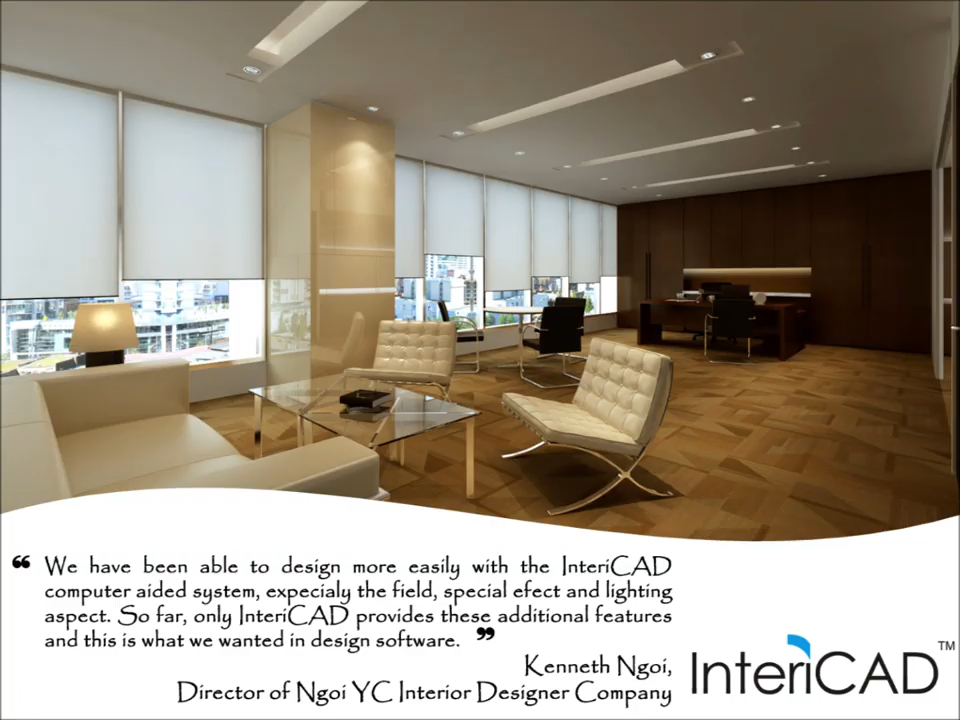 “ We have been able to design more easily with the InteriCAD
computer aided system, expecialy the field, special efect and lighting
aspect. So far, only InteriCAD provides these additional features
and this is what we wanted in design software. ”
Kenneth Ngoi,
Director of Ngoi YC Interior Designer Company
InteriCAD™